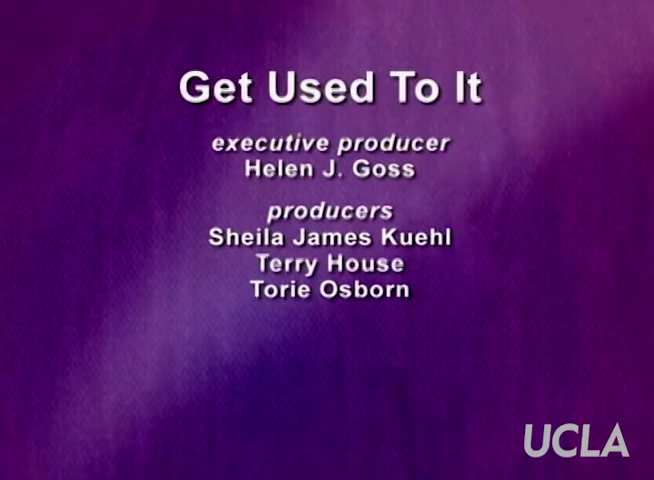 Get Used To It
executive producer
Helen J. Goss
producers
Sheila James Kuehl
Terry House
Torie Osborn
UCLA